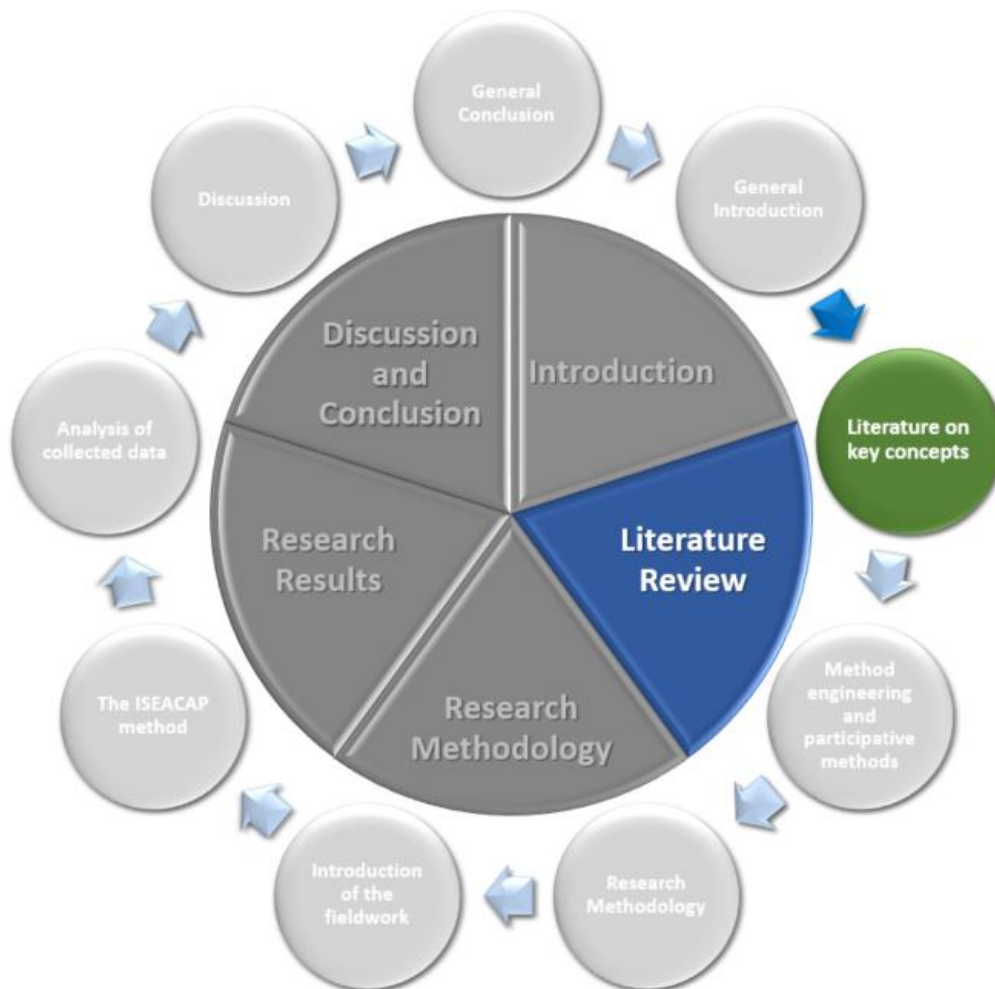 General
Conclusion
General
Introduction
Literature on
key concepts
Method
engineering
and
participative
methods
Research
Methodology
Introduction
of the
fieldwork
The ISEACAP
method
Analysis of
collected data
Discussion
Introduction
Literature
Review
Research
Methodology
Research
Results
Discussion
and
Conclusion